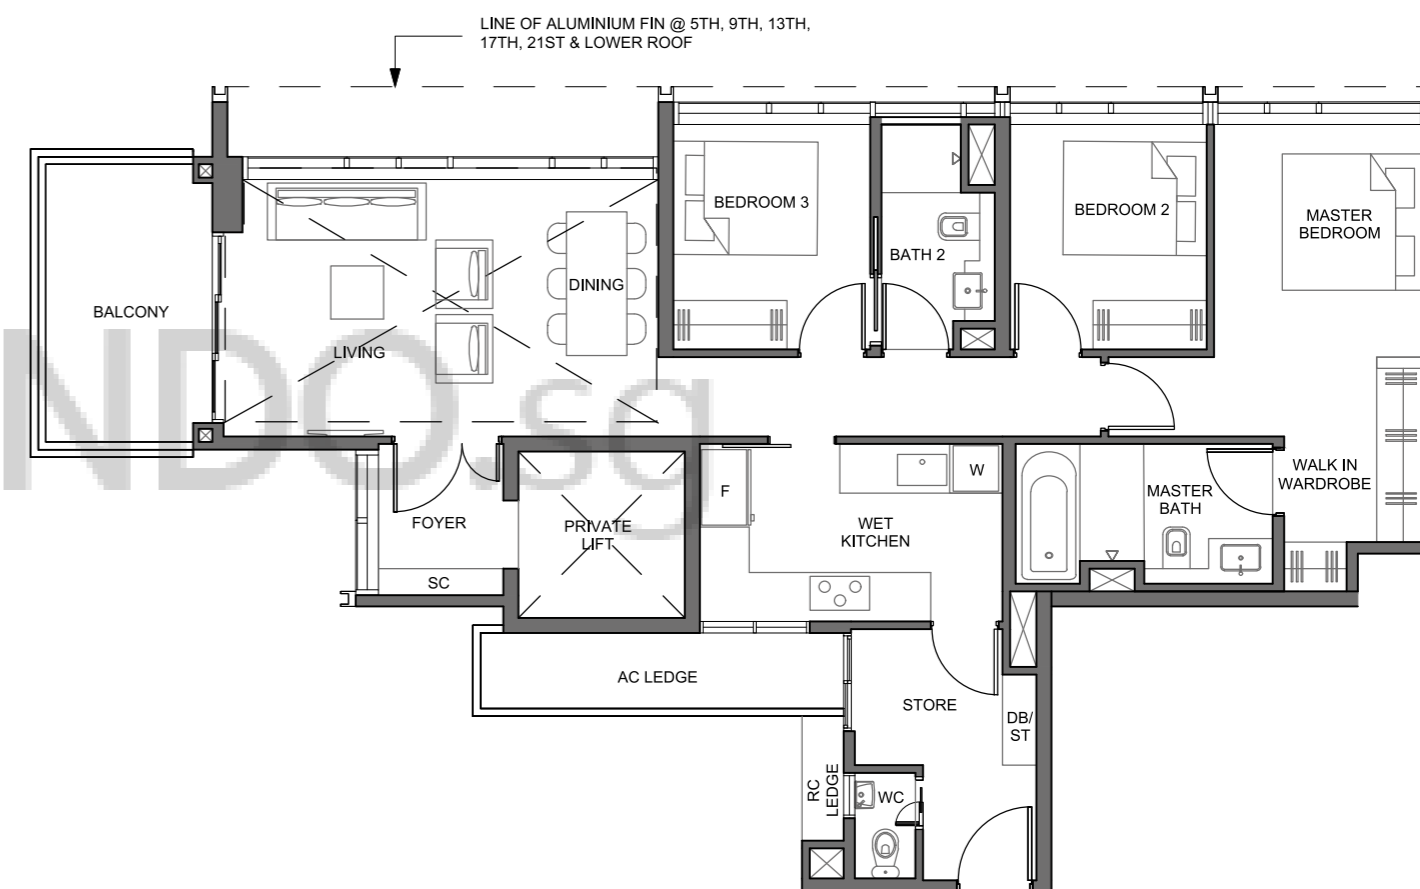 LINE OF ALUMINIUM FIN @ 5TH, 9TH, 13TH,
17TH, 21ST & LOWER ROOF
BEDROOM 3
BEDROOM 2
MASTER
BEDROOM
BATH 2
DINING
BALCONY
LIVING
NDO.sg
WALK IN
WARDROBE
W
F
MASTER
BATH
FOYER
PRIVATE
LIFT
WET
KITCHEN
SC
AC LEDGE
STORE
DB/
ST
RC
LEDGE
WC